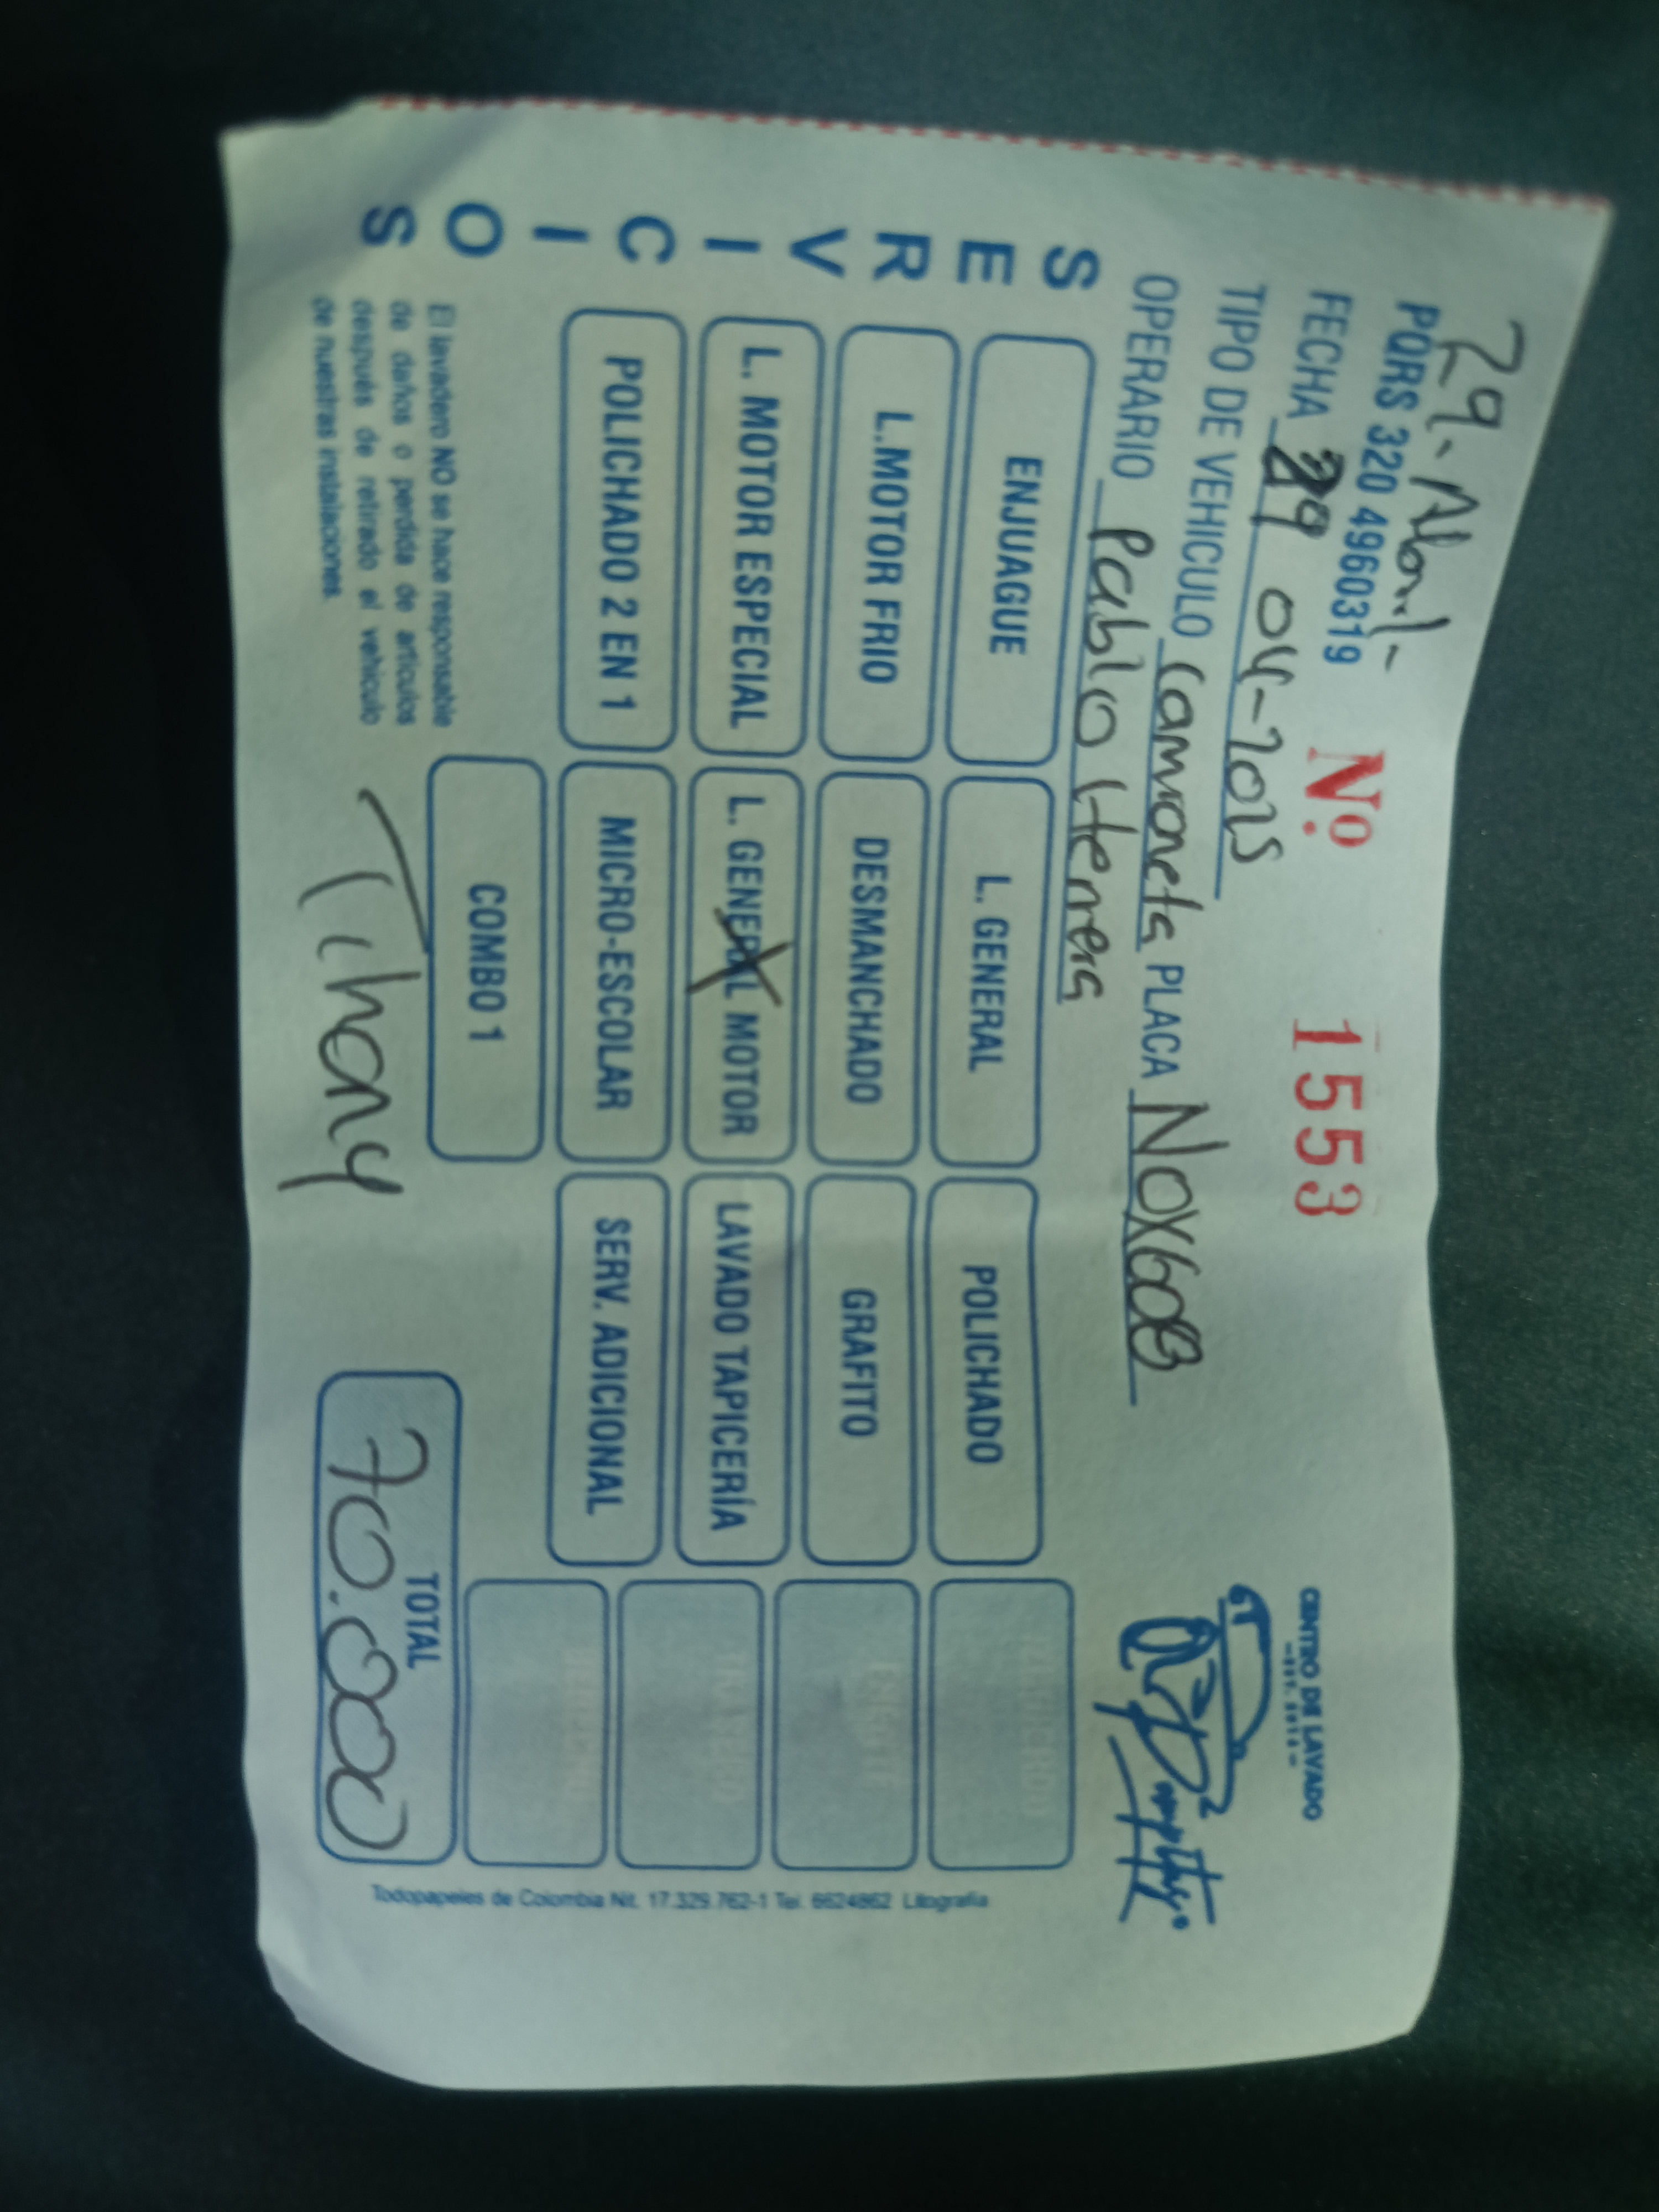 29. Abril -
PQRS 320 4960319 Nº 1553
CENTRO DE LAVADO
FECHA 29 04-2025
TIPO DE VEHICULO Camioneta PLACA
OPERARIO Pablo Herrera
SERVICIOS
ENJUAGUE L. GENERAL POLICHADO
L.MOTOR FRIO DESMANCHADO GRAFITO
L. MOTOR ESPECIAL L. GENERAL MOTOR LAVADO TAPICERÍA
POLICHADO 2 EN 1 MICRO-ESCOLAR SERV. ADICIONAL
COMBO 1
El lavadero NO se hace responsable
de daños o perdida de articulos
después de retirado el vehículo
de nuestras instalaciones.
TOTAL
70.000
Todopapeles de Colombia Nit. 17.329.762-1 Tel. 6624862 Litografía